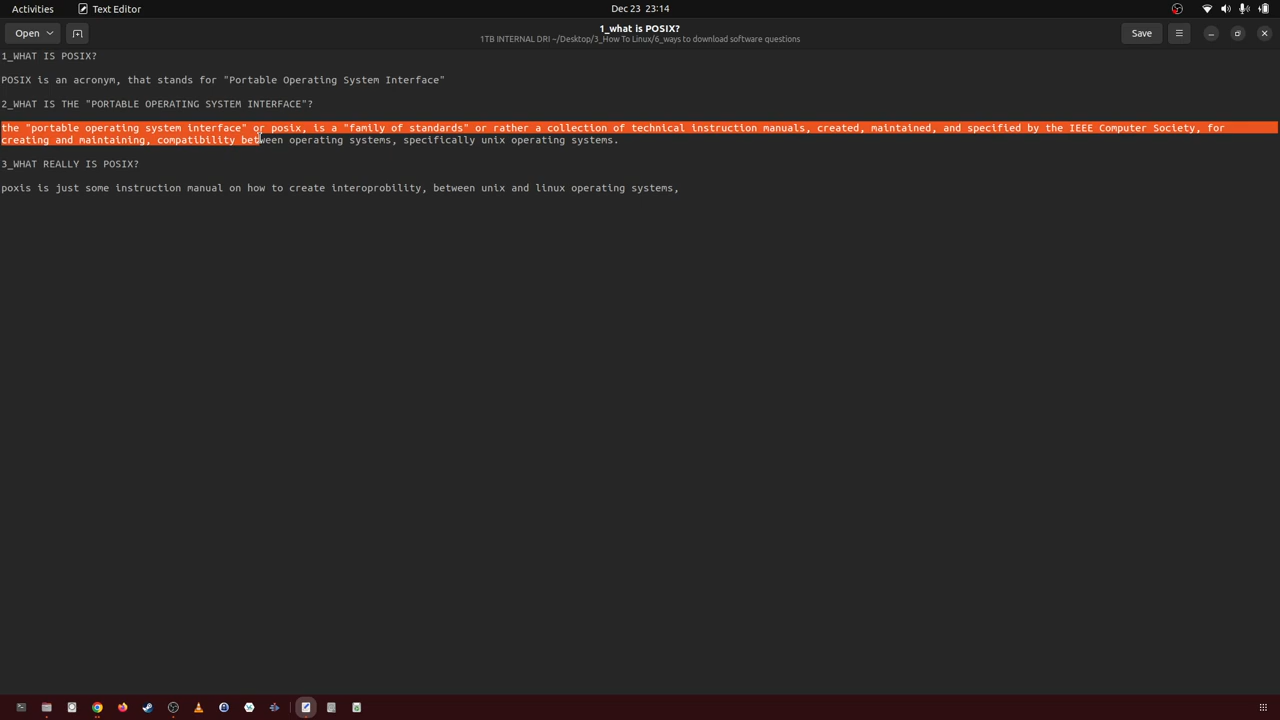 Activities
Text Editor
Dec 23 23:14
Open
1_what is POSIX?
1TB INTERNAL DRI ~/Desktop/3_How To Linux/6_ways to download software questions
Save
1_WHAT IS POSIX?
POSIX is an acronym, that stands for "Portable Operating System Interface"
2_WHAT IS THE "PORTABLE OPERATING SYSTEM INTERFACE"?
the "portable operating system interface" or posix, is a "family of standards" or rather a collection of technical instruction manuals, created, maintained, and specified by the IEEE Computer Society, for
creating and maintaining, compatibility between operating systems, specifically unix operating systems.
3_WHAT REALLY IS POSIX?
poxis is just some instruction manual on how to create interoprobility, between unix and linux operating systems,